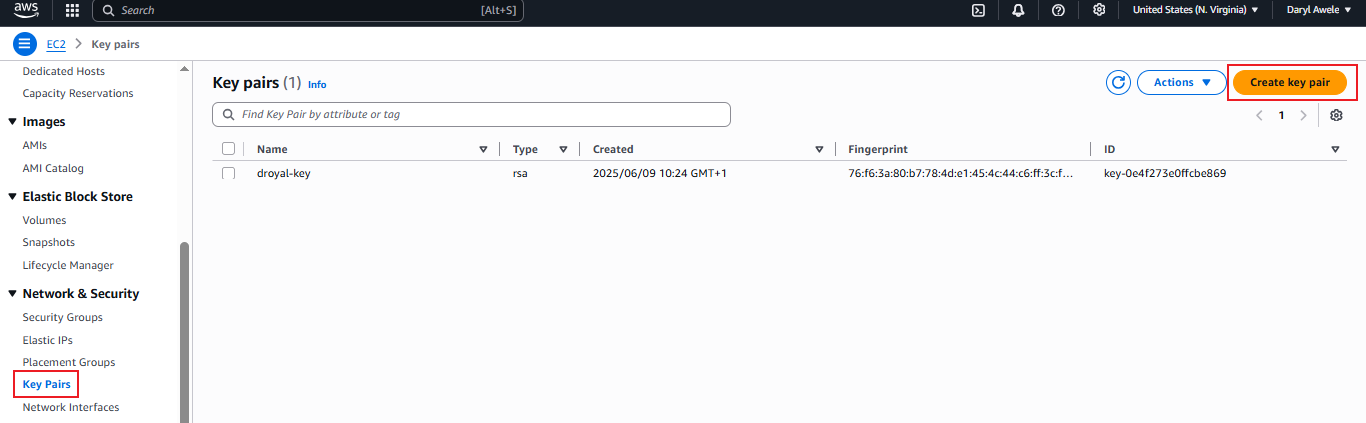 aws Search [Alt+S] United States (N. Virginia) Daryl Awele
EC2 Key pairs
Dedicated Hosts
Capacity Reservations
Images
AMIs
AMI Catalog
Elastic Block Store
Volumes
Snapshots
Lifecycle Manager
Network & Security
Security Groups
Elastic IPs
Placement Groups
Key Pairs
Network Interfaces
Key pairs (1) Info Actions Create key pair
Find Key Pair by attribute or tag 1
Name Type Created Fingerprint ID
droyal-key rsa 2025/06/09 10:24 GMT+1 76:f6:3a:80:b7:78:4d:e1:45:4c:44:c6:ff:3c:f... key-0e4f273e0ffcbe869